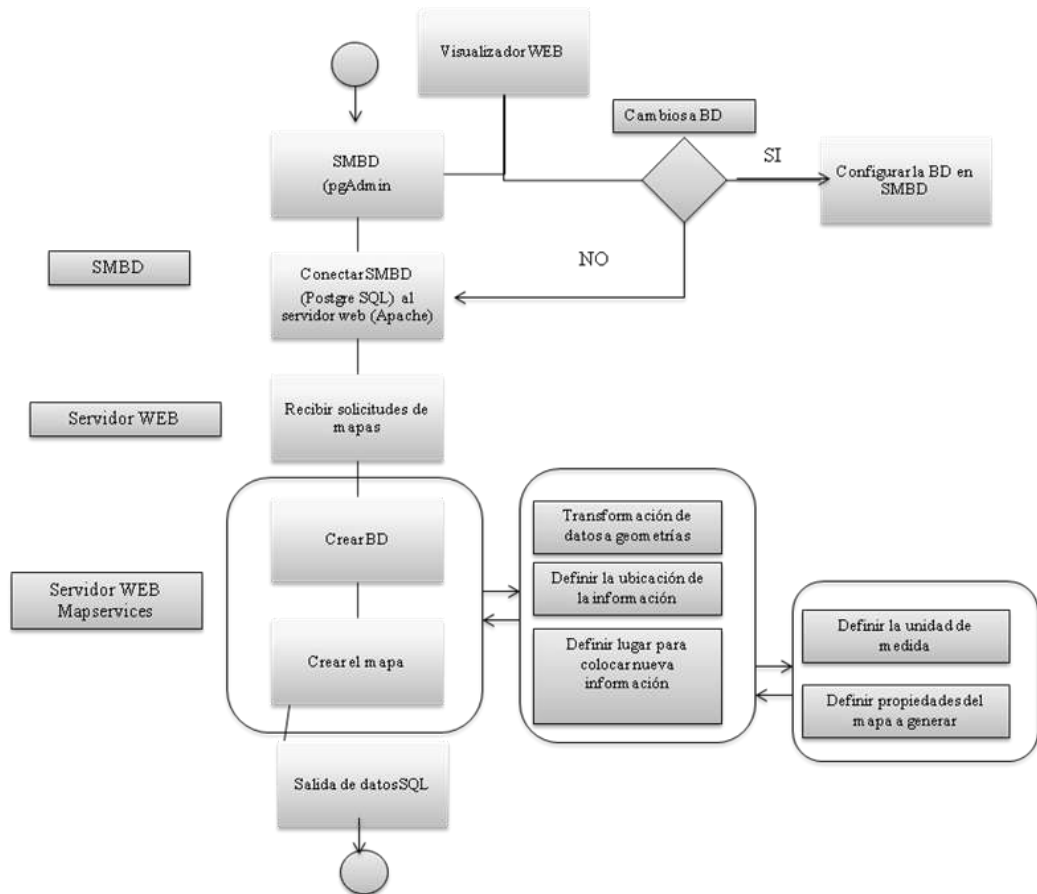 Visualizador WEB
Cambios a BD
SMBD
(pgAdmin
SI
Configurar la BD en
SMBD
SMBD
NO
Conectar SMBD
(Postgre SQL) al
servidor web (Apache)
Servidor WEB
Recibir solicitudes de
mapas
Crear BD
Transformación de
datos a geometrías
Servidor WEB
Mapservices
Definir la ubicación de
la información
Crear el mapa
Definir lugar para
colocar nueva
información
Definir la unidad de
medida
Definir propiedades del
mapa a generar
Salida de datos SQL